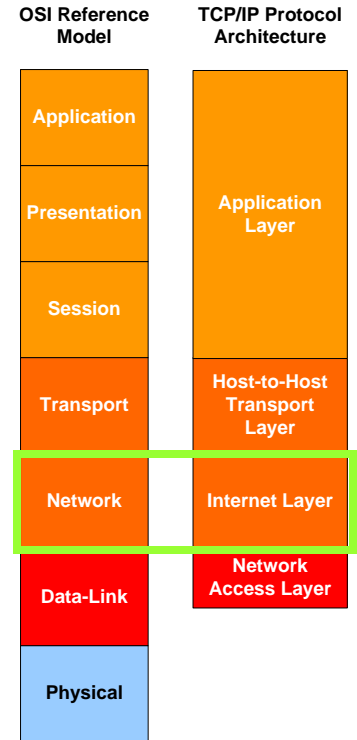 OSI Reference
Model
TCP/IP Protocol
Architecture
Application
Presentation
Session
Transport
Network
Data-Link
Physical
Application
Layer
Host-to-Host
Transport
Layer
Internet Layer
Network
Access Layer